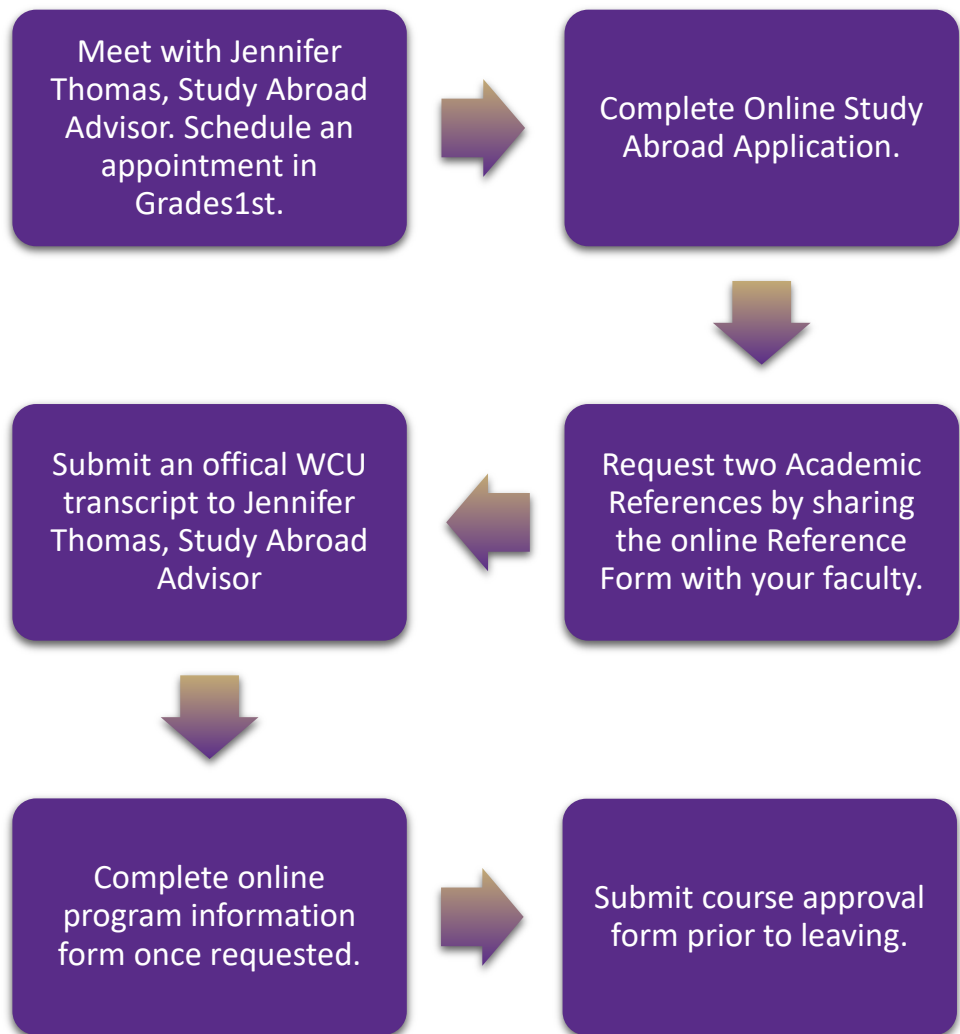 Meet with Jennifer
Thomas, Study Abroad
Advisor. Schedule an
appointment in
Grades1st.
Complete Online Study
Abroad Application.
Request two Academic
References by sharing
the online Reference
Form with your faculty.
Submit an offical WCU
transcript to Jennifer
Thomas, Study Abroad
Advisor
Complete online
program information
form once requested.
Submit course approval
form prior to leaving.